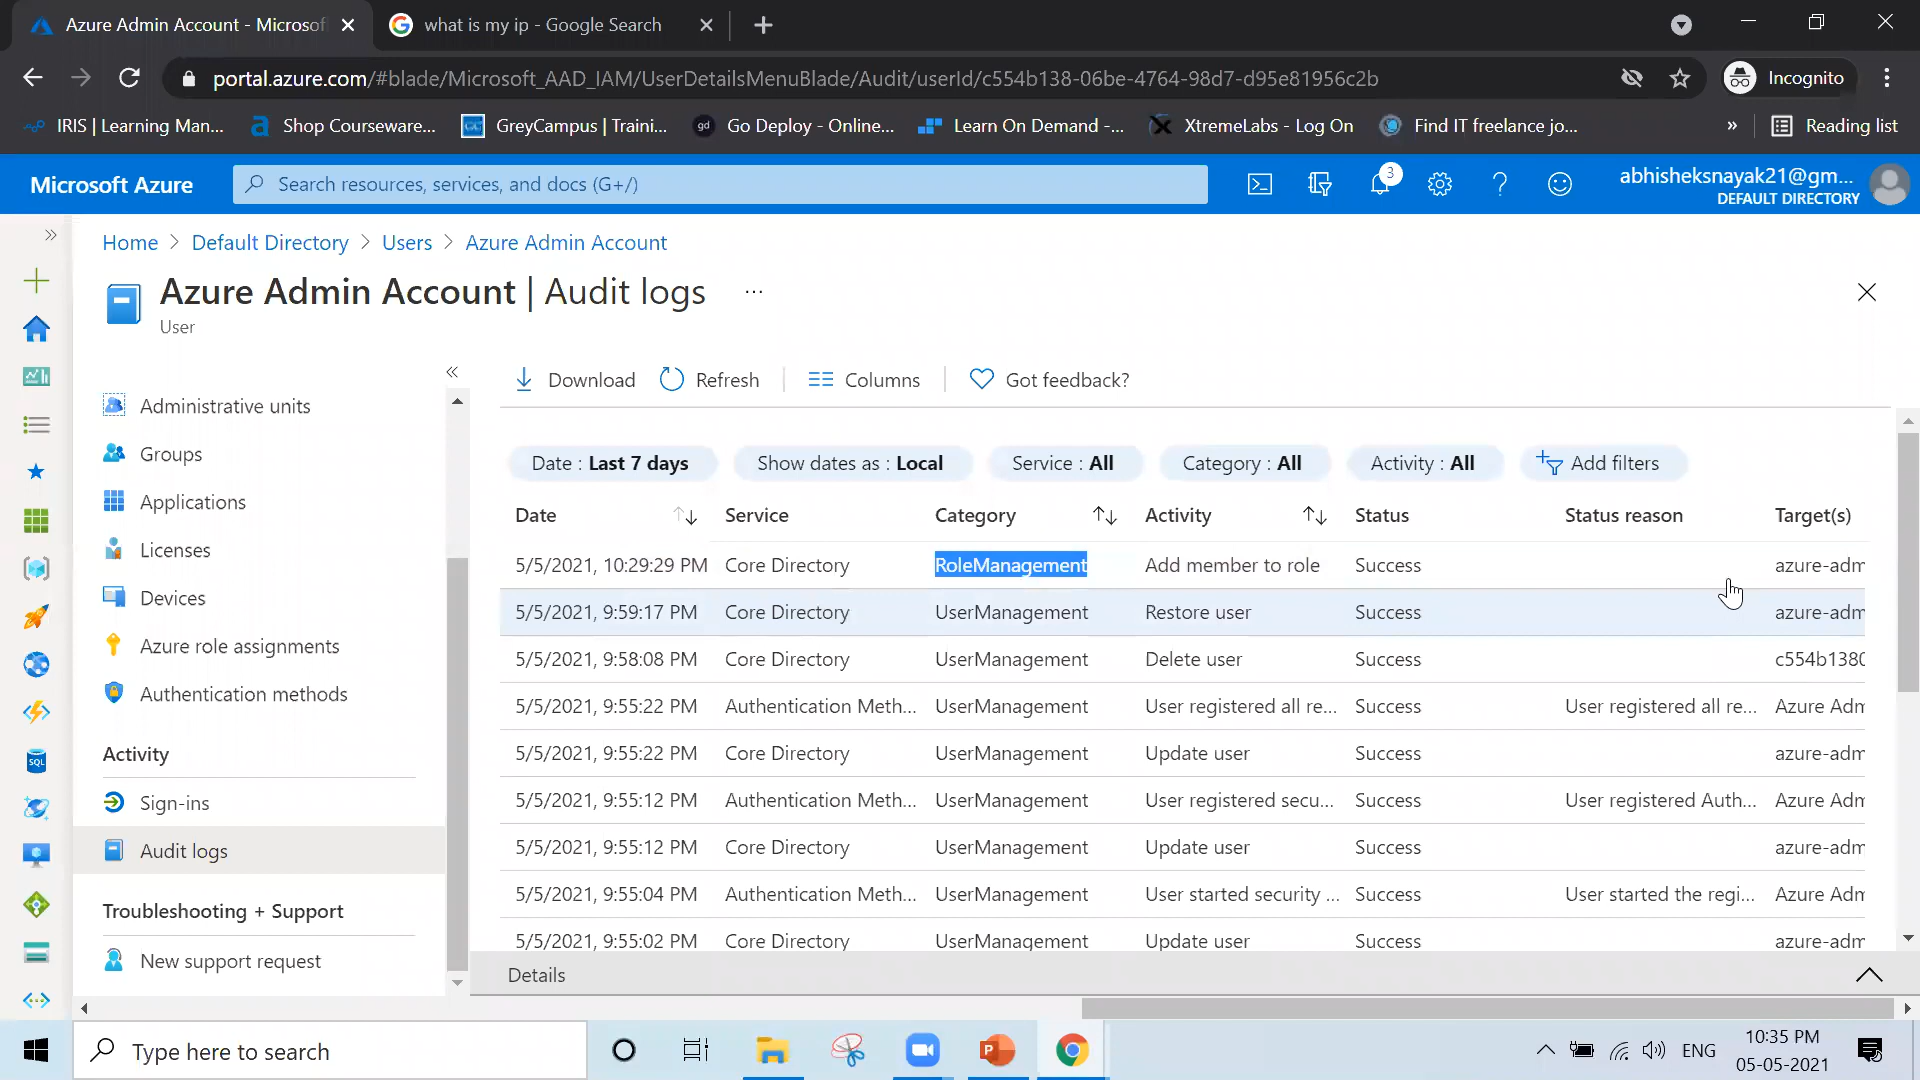 Azure Admin Account - Microsof
what is my ip - Google Search
portal.azure.com/#blade/Microsoft_AAD_IAM/UserDetailsMenuBlade/Audit/userId/c554b138-06be-4764-98d7-d95e81956c2b
Incognito
IRIS | Learning Man...
Shop Courseware...
GreyCampus | Traini...
Go Deploy - Online...
Learn On Demand -...
XtremeLabs - Log On
Find IT freelance jo...
Reading list
Microsoft Azure
Search resources, services, and docs (G+/)
3
abhisheksnayak21@gm...
DEFAULT DIRECTORY
Home > Default Directory > Users > Azure Admin Account
Azure Admin Account | Audit logs ...
User
Administrative units
Groups
Applications
Licenses
Devices
Azure role assignments
Authentication methods
Activity
Sign-ins
Audit logs
Troubleshooting + Support
New support request
Download Refresh Columns Got feedback?
Date : Last 7 days Show dates as : Local Service : All Category : All Activity : All Add filters
Date Service Category Activity Status Status reason Target(s)
5/5/2021, 10:29:29 PM Core Directory RoleManagement Add member to role Success azure-adm
5/5/2021, 9:59:17 PM Core Directory UserManagement Restore user Success azure-adm
5/5/2021, 9:58:08 PM Core Directory UserManagement Delete user Success c554b1380
5/5/2021, 9:55:22 PM Authentication Meth... UserManagement User registered all re... Success User registered all re... Azure Adm
5/5/2021, 9:55:22 PM Core Directory UserManagement Update user Success azure-adm
5/5/2021, 9:55:12 PM Authentication Meth... UserManagement User registered secu... Success User registered Auth... Azure Adm
5/5/2021, 9:55:12 PM Core Directory UserManagement Update user Success azure-adm
5/5/2021, 9:55:04 PM Authentication Meth... UserManagement User started security ... Success User started the regi... Azure Adm
5/5/2021, 9:55:02 PM Core Directory UserManagement Update user Success azure-adm
Details
Type here to search
ENG
10:35 PM
05-05-2021